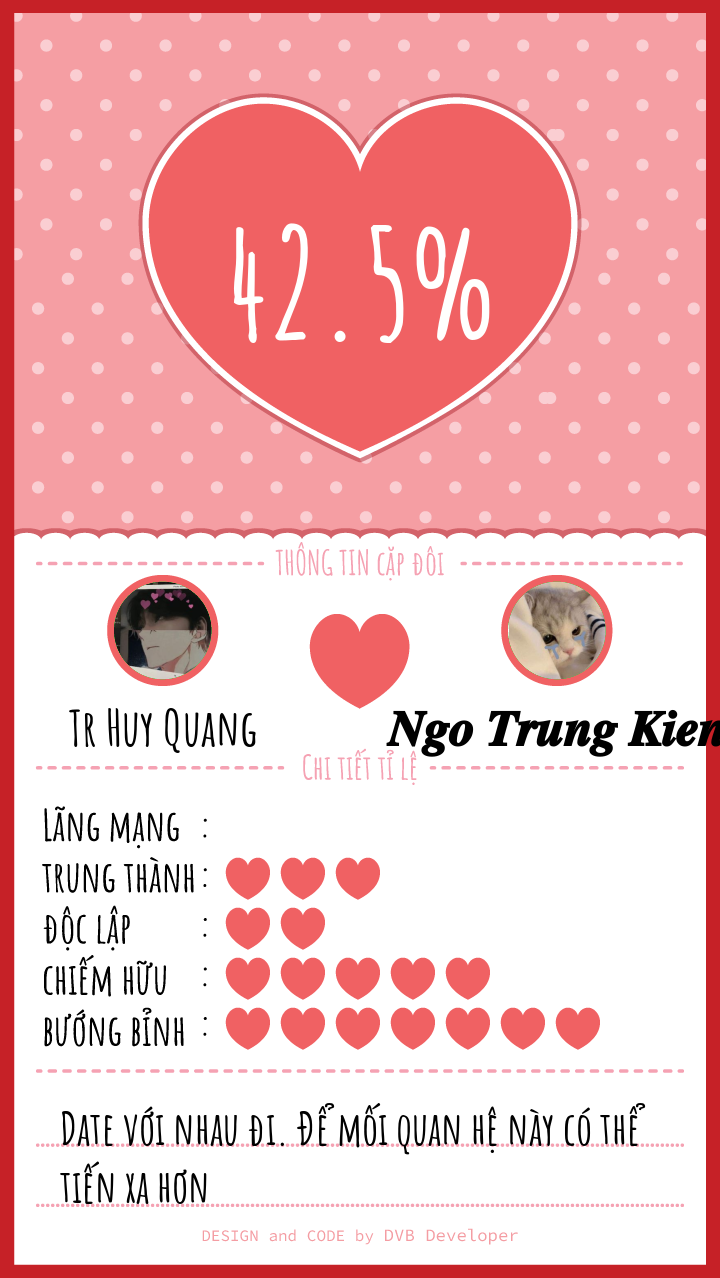 42.5%
THÔNG TIN CẶP ĐÔI
Tr Huy Quang
Ngo Trung Kien
Chi tiết tỉ lệ
Lãng mạng :
trung thành :
độc lập :
chiếm hữu :
bướng bỉnh :
Date với nhau đi. Để mối quan hệ này có thể
tiến xa hơn
DESIGN and CODE by DVB Developer